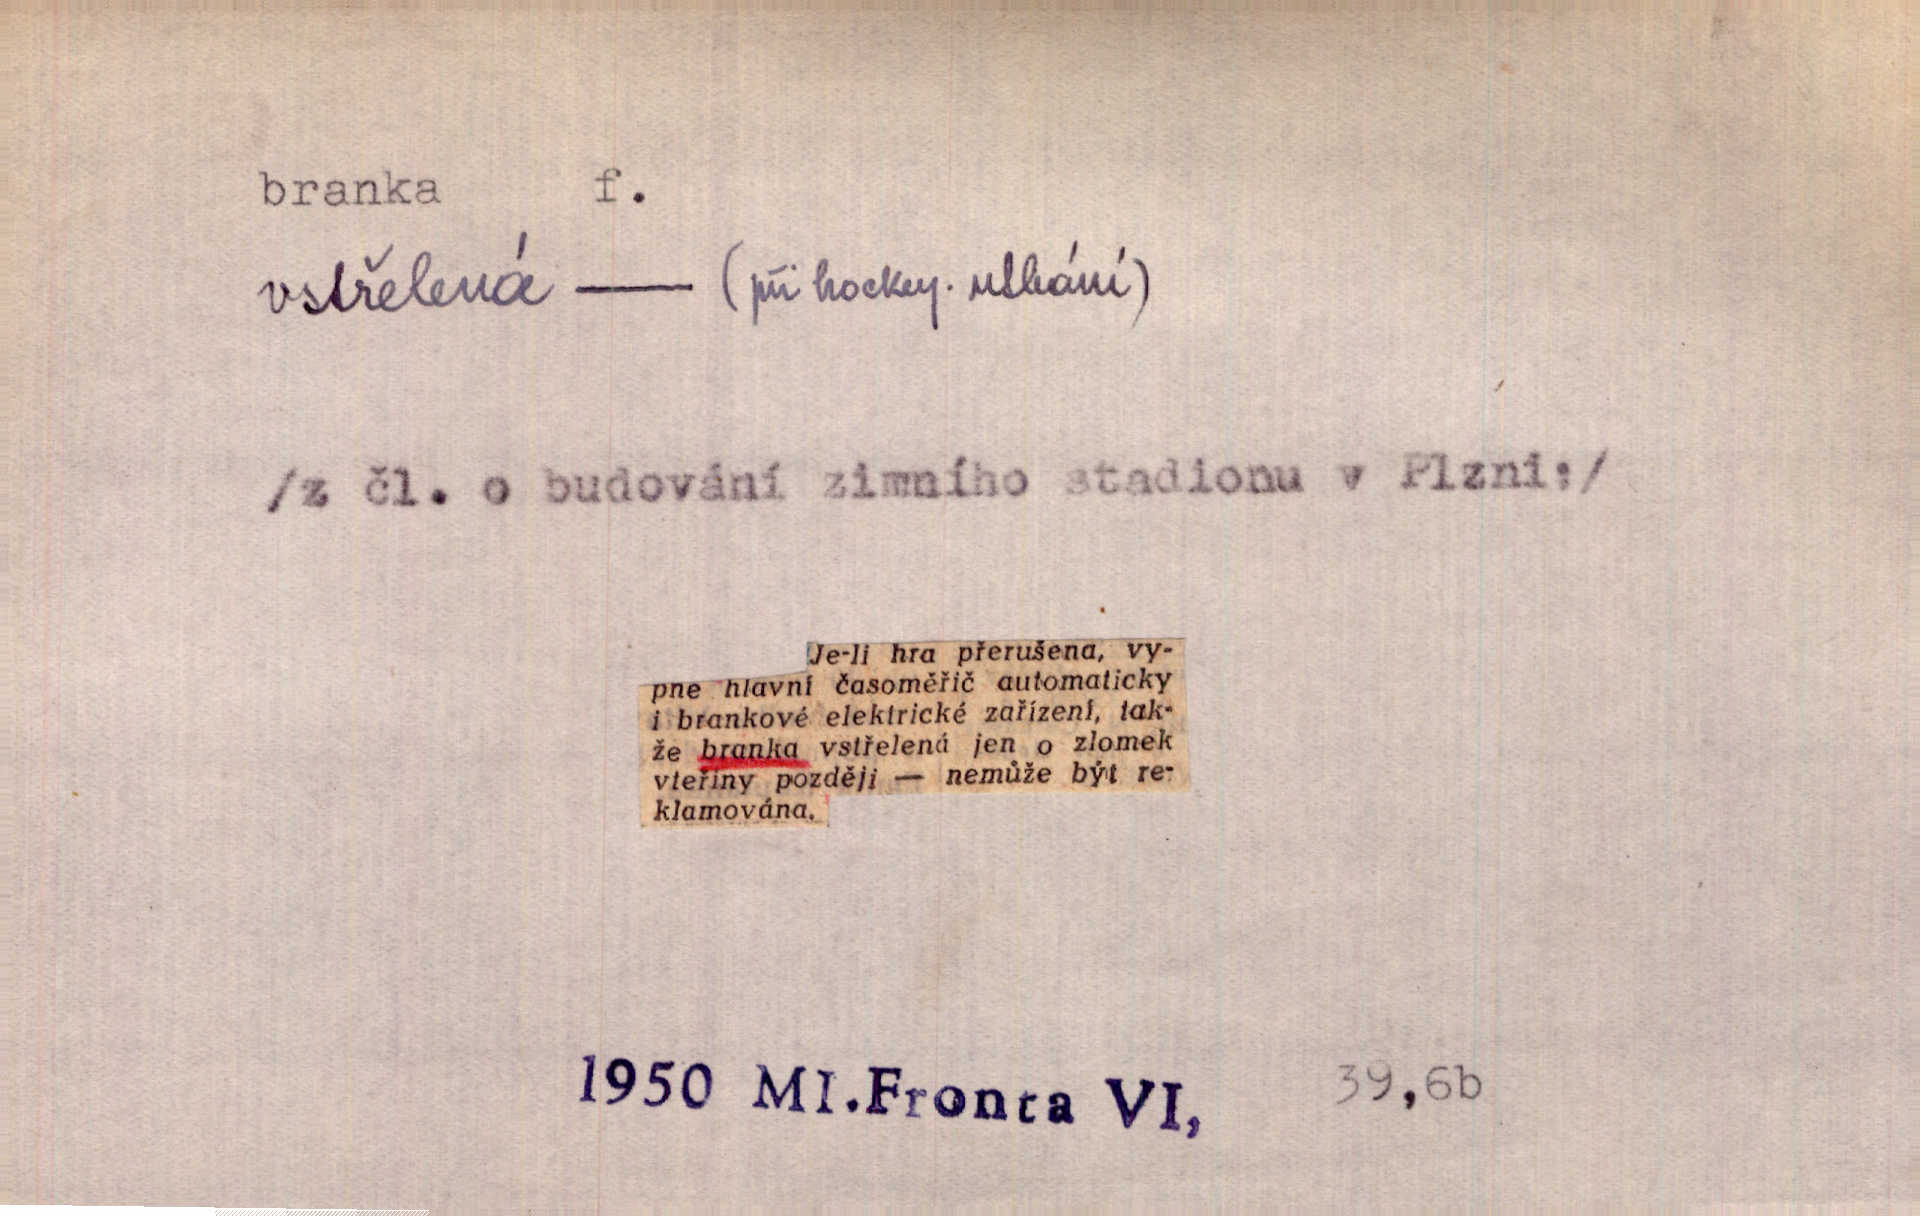 branka f.
vstřelená — (při hockey. utkání)
/z čl. o budování zimního stadionu v Plzni:/
Je-li hra přerušena, vy-
pne hlavní časoměřič automaticky
i brankové elektrické zařízení, tak-
že branka vstřelená jen o zlomek
vteřiny později — nemůže být re-
klamována.
1950 Ml.Fronta VI, 39,6b